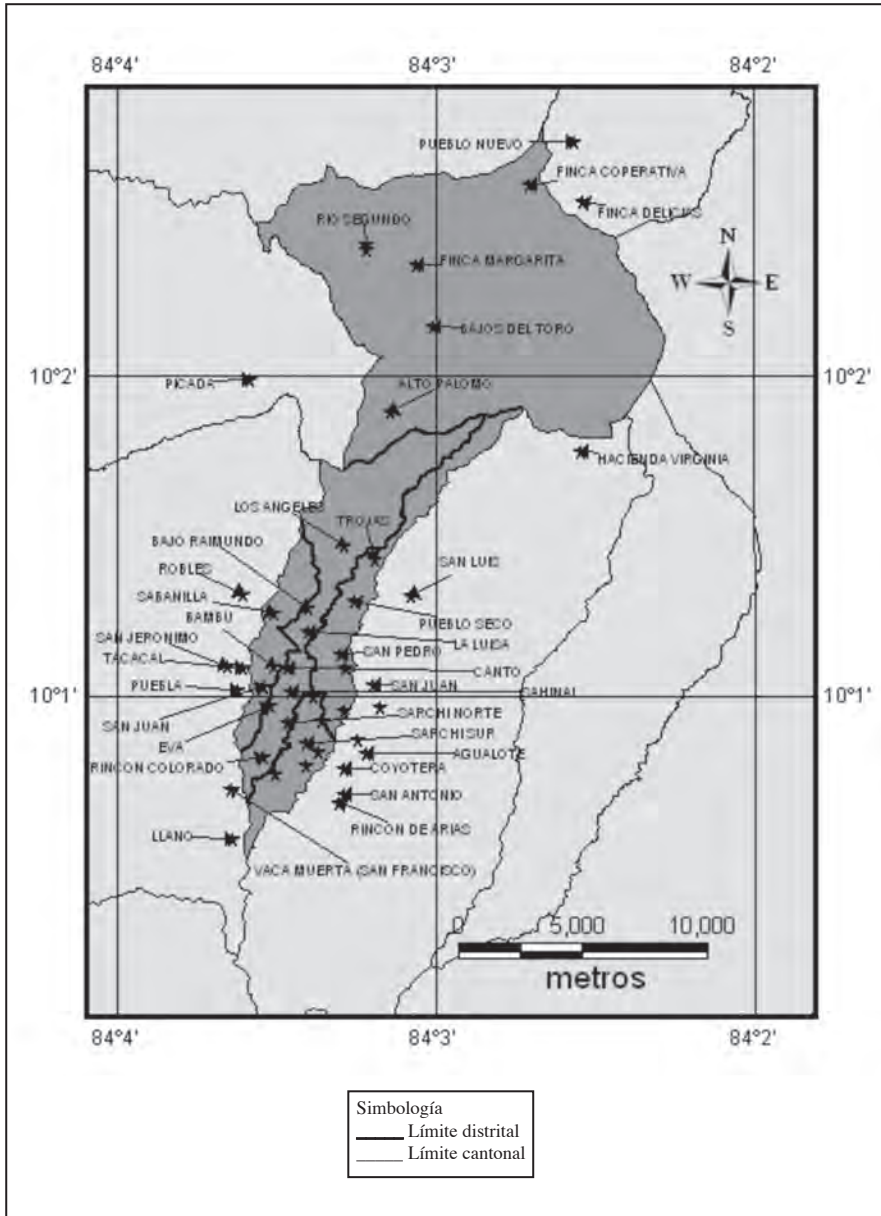 84°4'
84°3'
84°2'
PUEBLO NUEVO
FINCA COPERATIVA
FINCA DELICIAS
RIO SEGUNDO
FINCA MARGARITA
N
W E
S
BAJOS DEL TORO
10°2'
10°2'
PICADA
ALTO PALOMO
HACIENDA VIRGINIA
LOS ANGELES
TROJAS
BAJO RAIMUNDO
SAN LUIS
ROBLES
SABANILLA
BAMBU
PUEBLO SECO
LA LUISA
SAN JERONIMO
SAN PEDRO
TACACAL
CANTO
PUEBLA
SAN JUAN
SAHINAL
10°1'
10°1'
SAN JUAN
SARCHI NORTE
EVA
SARCHI SUR
RINCON COLORADO
AGUALOTE
COYOTERA
SAN ANTONIO
RINCON DE ARIAS
LLANO
VACA MUERTA (SAN FRANCISCO)
0 5,000 10,000
metros
84°4'
84°3'
84°2'
Simbología
Límite distrital
Límite cantonal